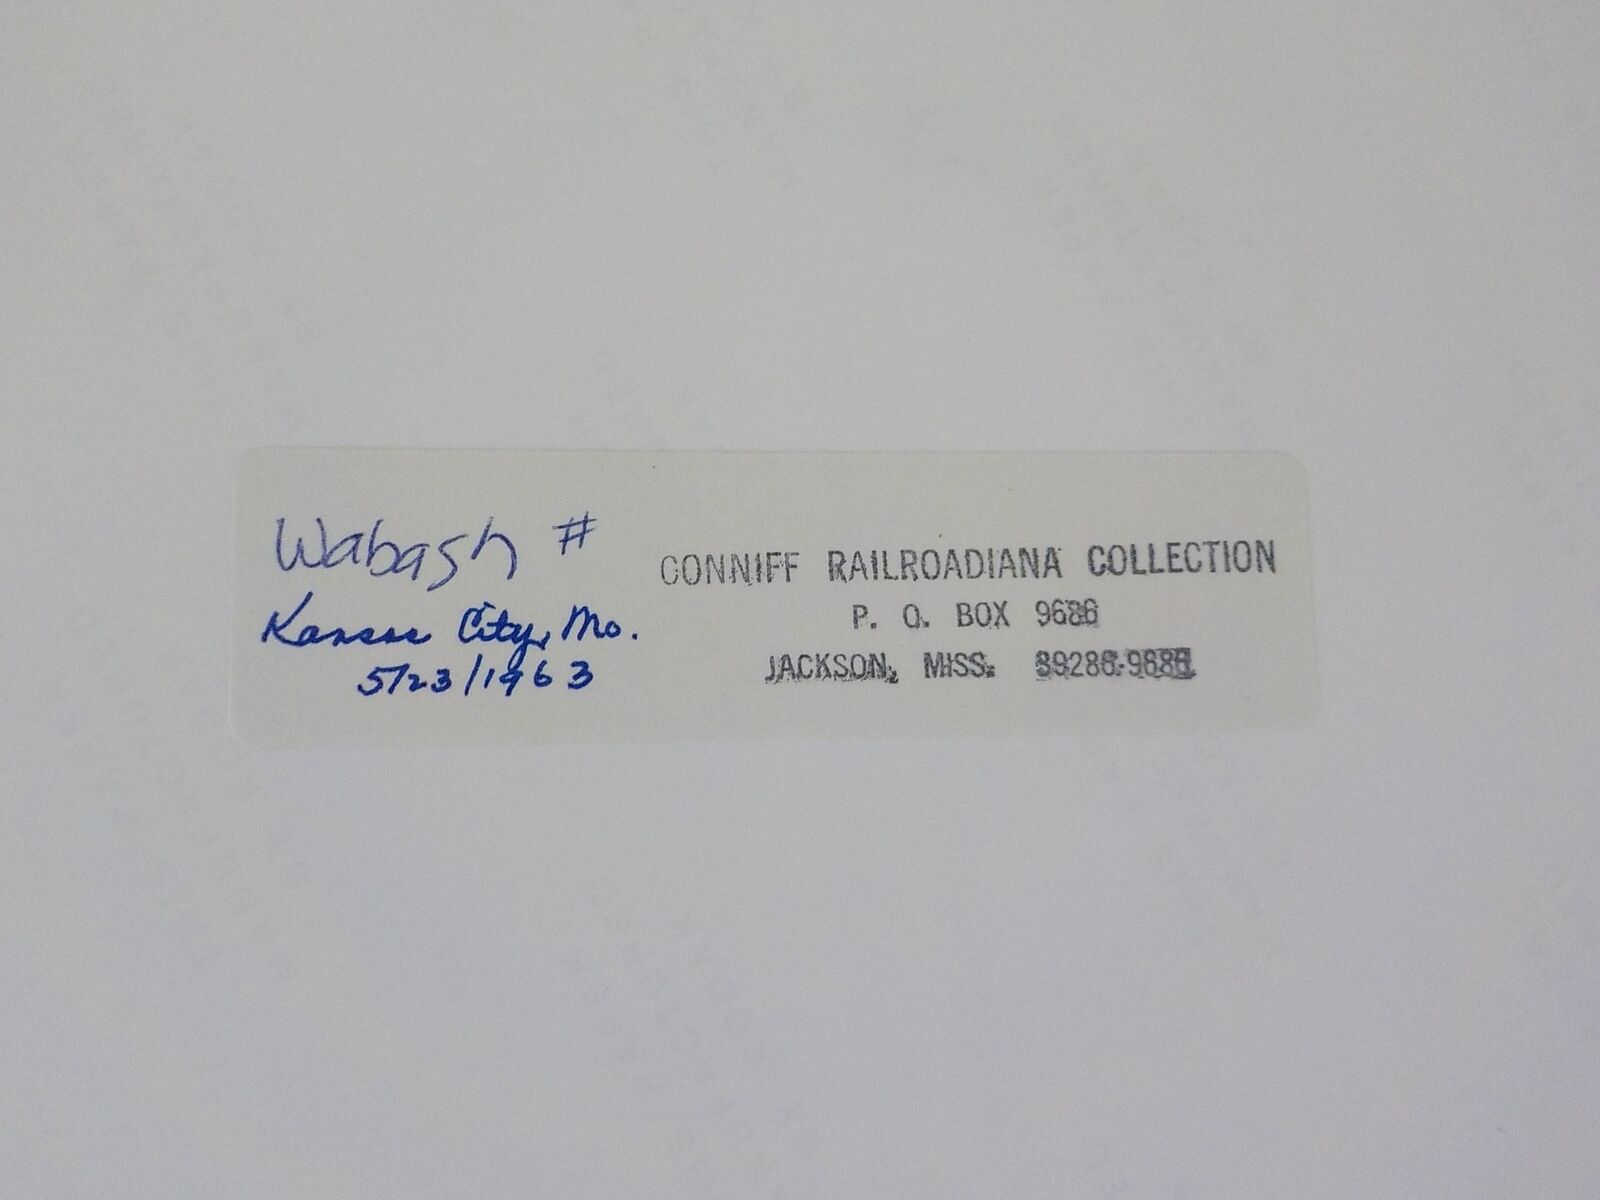 Wabash #
Kansas City, Mo.
5/23/1963
CONNIFF RAILROADIANA COLLECTION
P. O. BOX 9686
JACKSON, MISS. 39286-9686